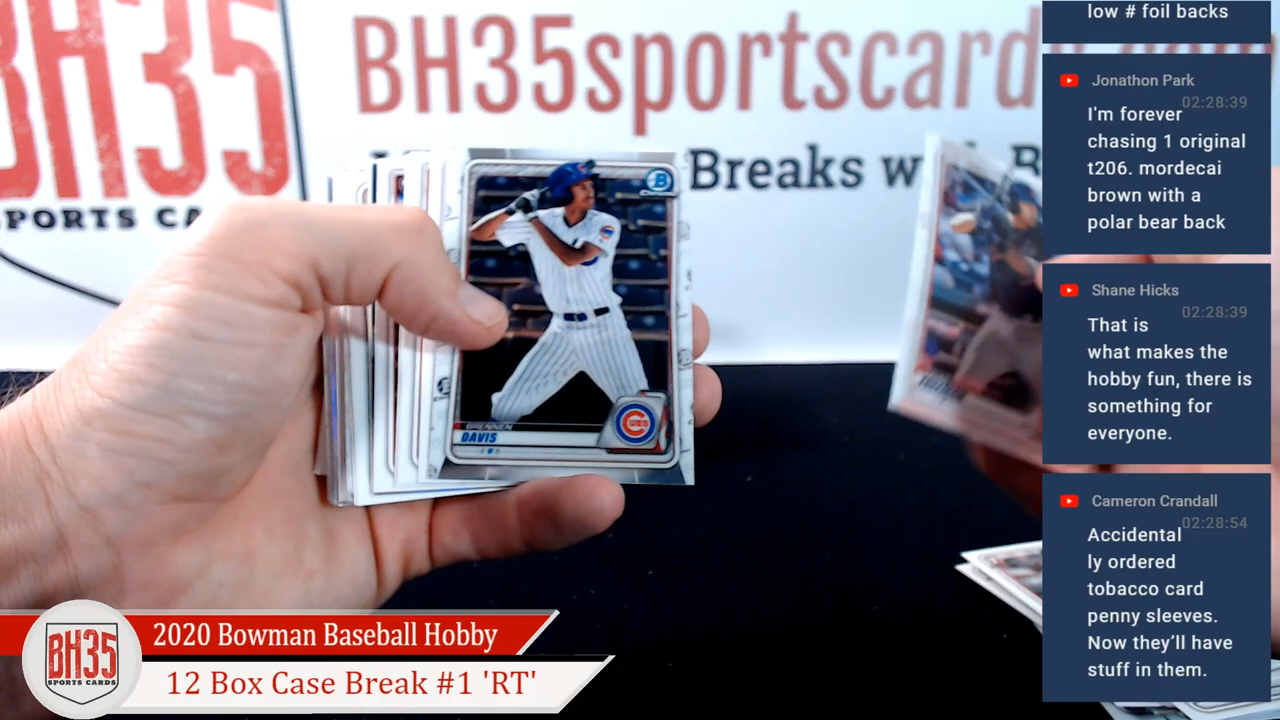 BH35
SPORTS CA
BH35sportscard
Breaks w
B
BRENNEN
DAVIS
CUBS
low # foil backs
Jonathon Park
02:28:39
I'm forever
chasing 1 original
t206. mordecai
brown with a
polar bear back
Shane Hicks
02:28:39
That is
what makes the
hobby fun, there is
something for
everyone.
Cameron Crandall
02:28:54
Accidental
ly ordered
tobacco card
penny sleeves.
Now they'll have
stuff in them.
BH35
SPORTS CARDS
2020 Bowman Baseball Hobby
12 Box Case Break #1 'RT'